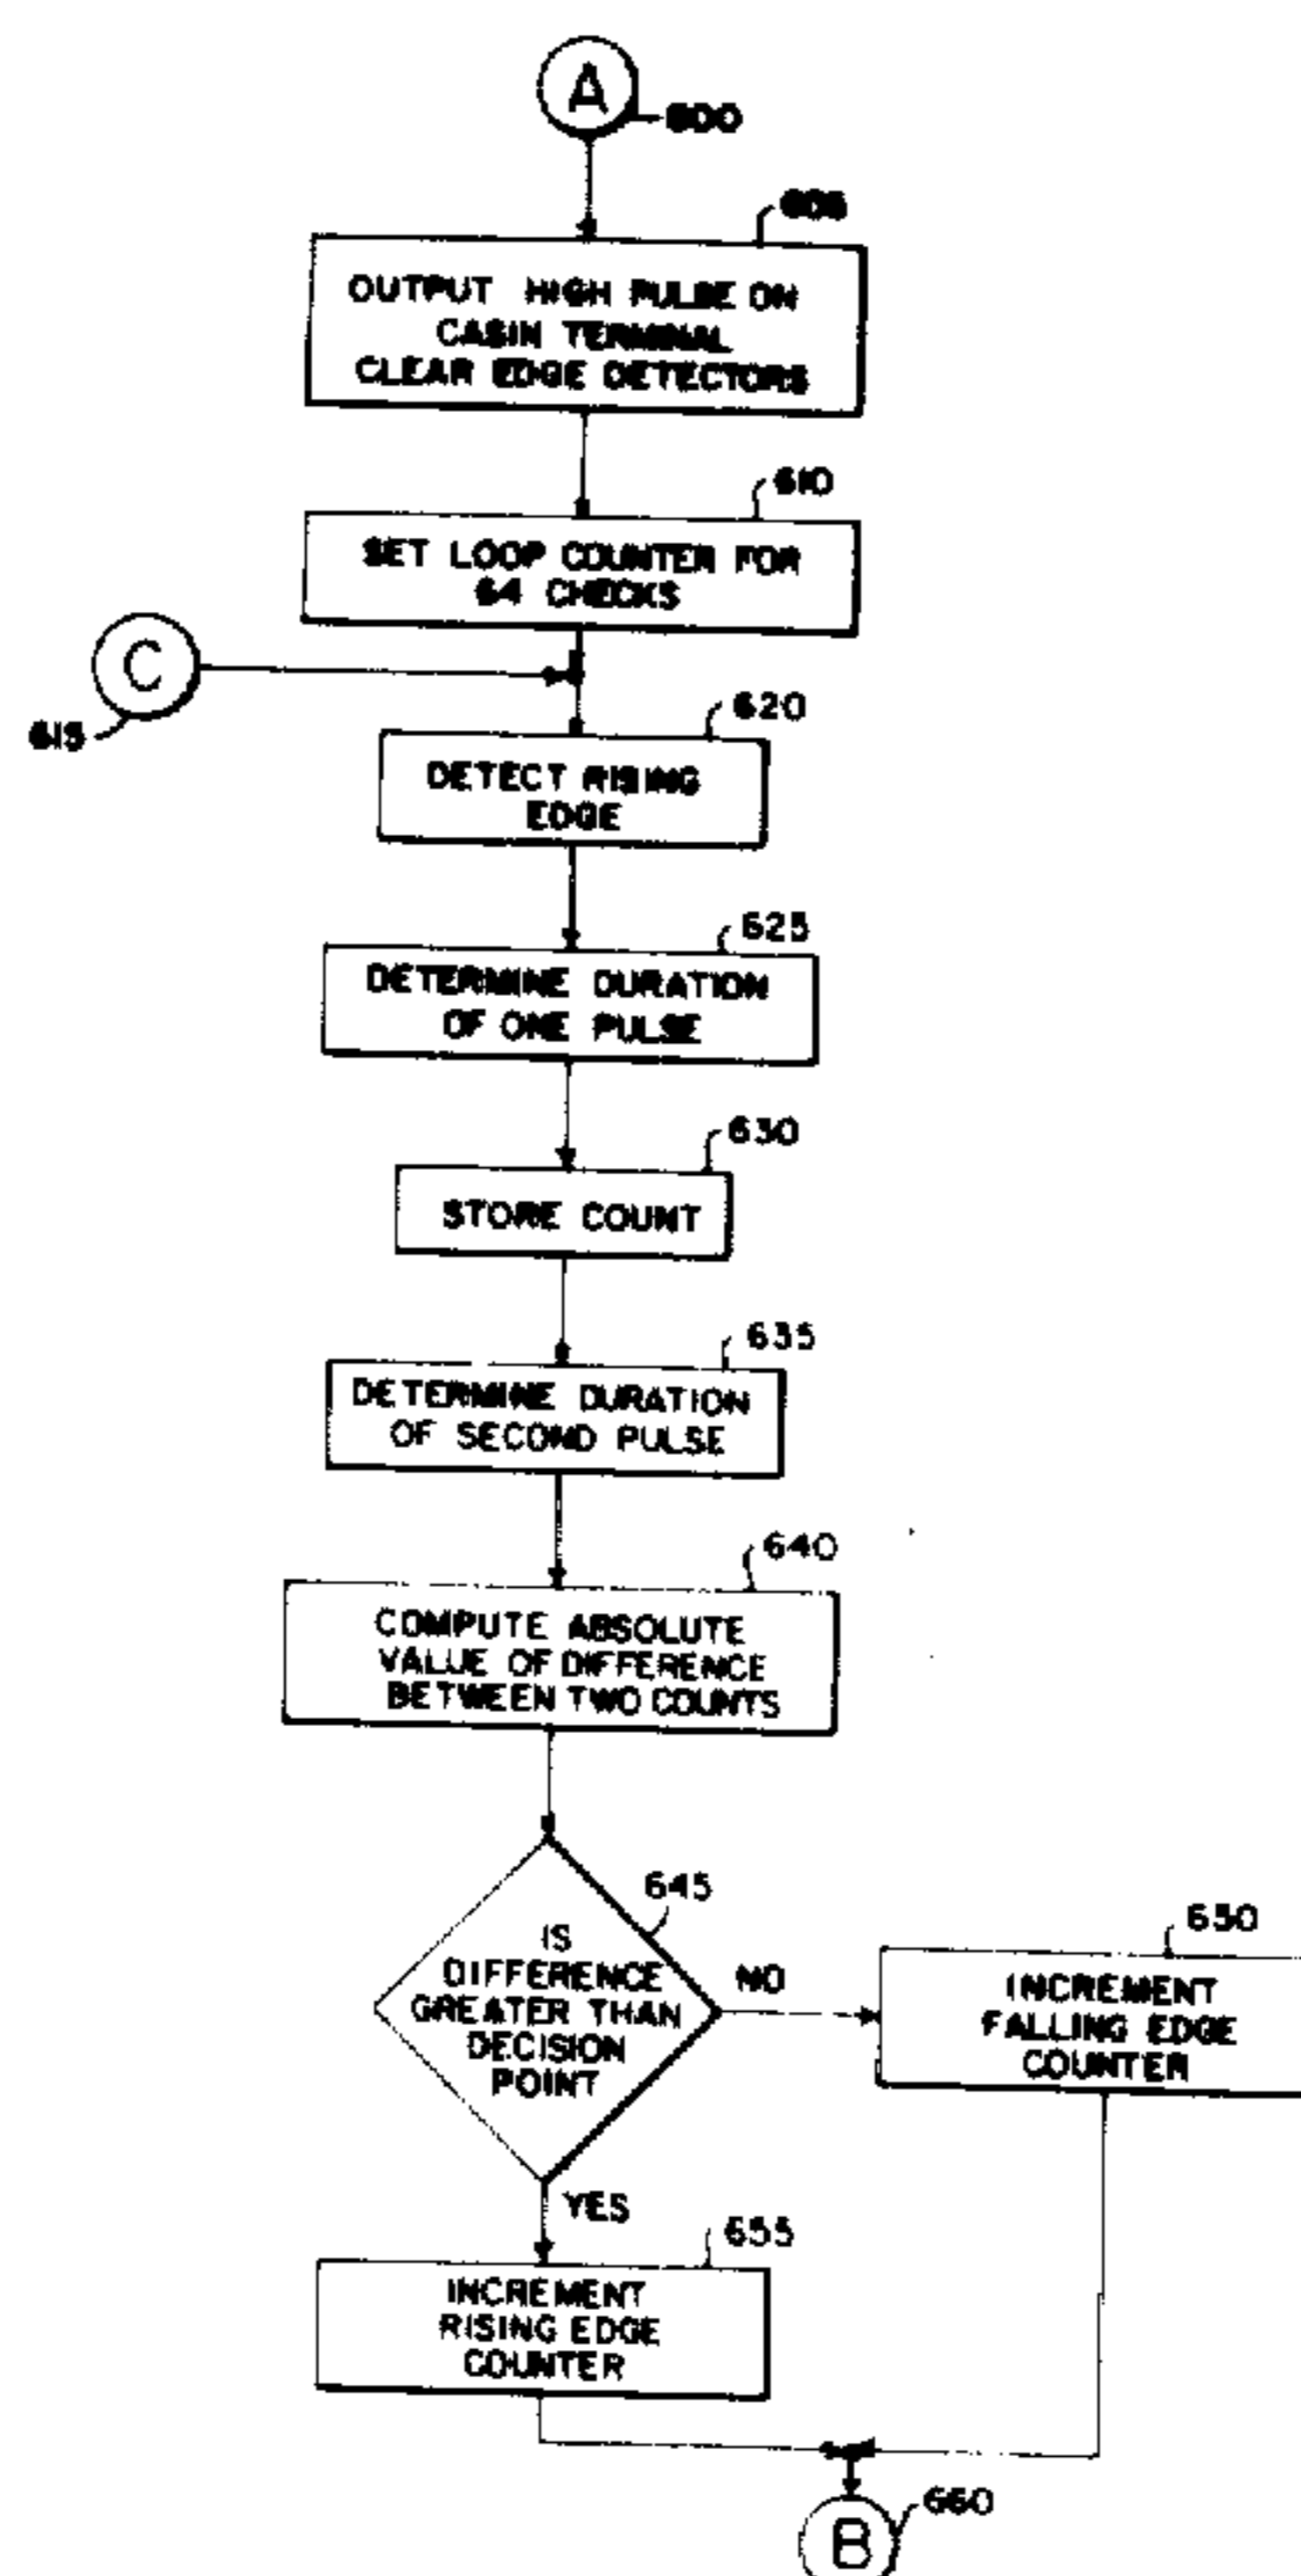 A
600
605
OUTPUT HIGH PULSE ON
CASIN TERMINAL
CLEAR EDGE DETECTORS
610
SET LOOP COUNTER FOR
64 CHECKS
C
615
620
DETECT RISING
EDGE
625
DETERMINE DURATION
OF ONE PULSE
630
STORE COUNT
635
DETERMINE DURATION
OF SECOND PULSE
640
COMPUTE ABSOLUTE
VALUE OF DIFFERENCE
BETWEEN TWO COUNTS
645
IS
DIFFERENCE
GREATER THAN
DECISION
POINT
NO
650
INCREMENT
FALLING EDGE
COUNTER
YES
655
INCREMENT
RISING EDGE
COUNTER
660
B